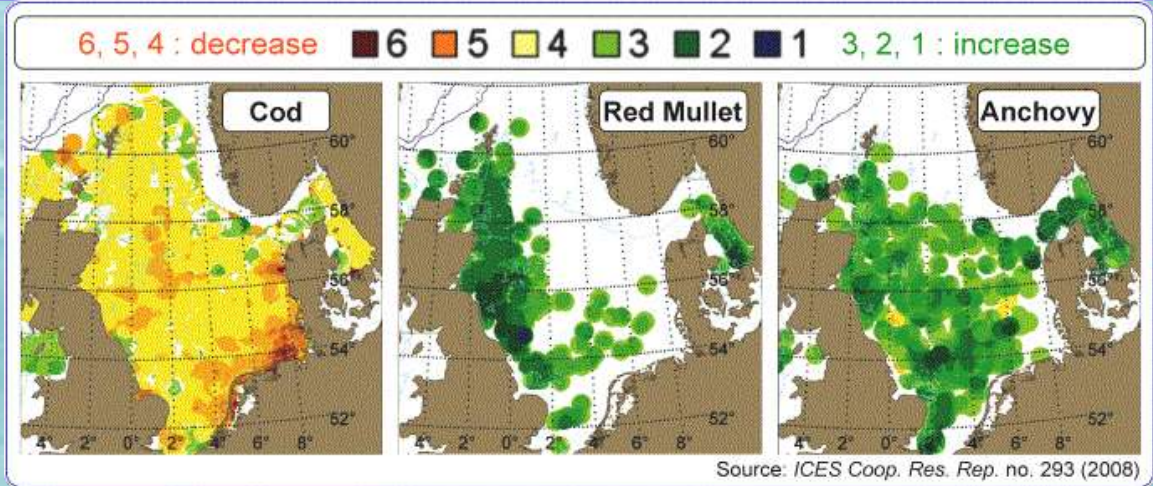 6, 5, 4 : decrease 6 5 4 3 2 1 3, 2, 1 : increase
Cod
60°
58°
56°
54°
52°
4° 2° 0° 2° 4° 6° 8°
Red Mullet
60°
58°
56°
54°
52°
4° 2° 0° 2° 4° 6° 8°
Anchovy
60°
58°
56°
54°
52°
4° 2° 0° 2° 4° 6° 8°
Source: ICES Coop. Res. Rep. no. 293 (2008)